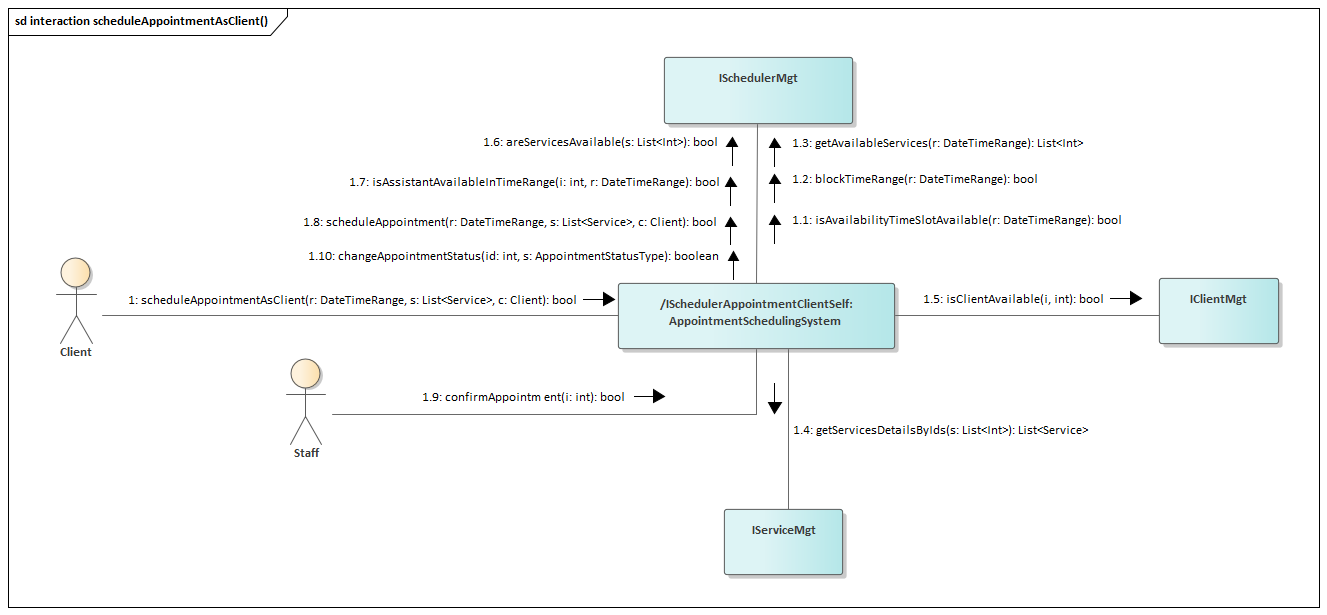 sd interaction scheduleAppointmentAsClient()
ISchedulerMgt
1.6: areServicesAvailable(s: List<Int>): bool
1.3: getAvailableServices(r: DateTimeRange): List<Int>
1.7: isAssistantAvailableInTimeRange(i: int, r: DateTimeRange): bool
1.2: blockTimeRange(r: DateTimeRange): bool
1.8: scheduleAppointment(r: DateTimeRange, s: List<Service>, c: Client): bool
1.1: isAvailabilityTimeSlotAvailable(r: DateTimeRange): bool
1.10: changeAppointmentStatus(id: int, s: AppointmentStatusType): boolean
1: scheduleAppointmentAsClient(r: DateTimeRange, s: List<Service>, c: Client): bool
/ISchedulerAppointmentClientSelf:
AppointmentSchedulingSystem
1.5: isClientAvailable(i, int): bool
IClientMgt
Client
1.9: confirmAppointm ent(i: int): bool
Staff
1.4: getServicesDetailsByIds(s: List<Int>): List<Service>
IServiceMgt